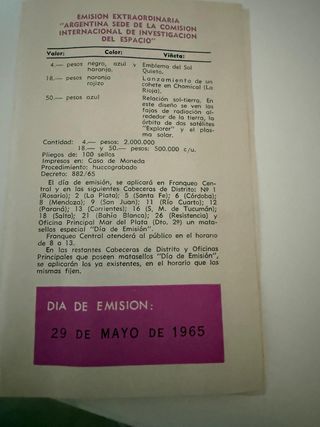 EMISION EXTRAORDINARIA
"ARGENTINA SEDE DE LA COMISION
INTERNACIONAL DE INVESTIGACION
DEL ESPACIO"
Valor: Color: Viñeta:
4.— pesos negro, azul y naranja. Emblema del Sol Quieto.
18.— pesos naranja rojizo Lanzamiento de un cohete en Chamical (La Rioja).
50.— pesos azul Relación sol-tierra. En este diseño se ven las fajas de radiación alrededor de la tierra, la órbita de dos satélites "Explorer" y el plasma solar.
Cantidad: 4.— pesos: 2.000.000
18.— y 50.— pesos: 500.000 c/u.
Pliegos de: 100 sellos
Impresos en: Casa de Moneda
Procedimiento: huecograbado
Decreto: 882/65
El día de emisión, se aplicará en Franqueo Central y en las siguientes Cabeceras de Distrito: Nº 1
(Rosario); 2 (La Plata); 5 (Santa Fe); 6 (Córdoba);
8 (Mendoza); 9 (San Juan); 11 (Río Cuarto); 12
(Paraná); 13 (Corrientes); 16 (S. M. de Tucumán);
18 (Salta); 21 (Bahía Blanca); 26 (Resistencia) y
Oficina Principal Mar del Plata (Dto. 29) un matasellos especial "Día de Emisión".
Franqueo Central atenderá al público en el horario
de 8 a 13.
En las restantes Cabeceras de Distrito y Oficinas
Principales que poseen matasellos "Día de Emisión",
se aplicarán los ya existentes, en el horario que las
mismas fijen.
DIA DE EMISION:
29 DE MAYO DE 1965